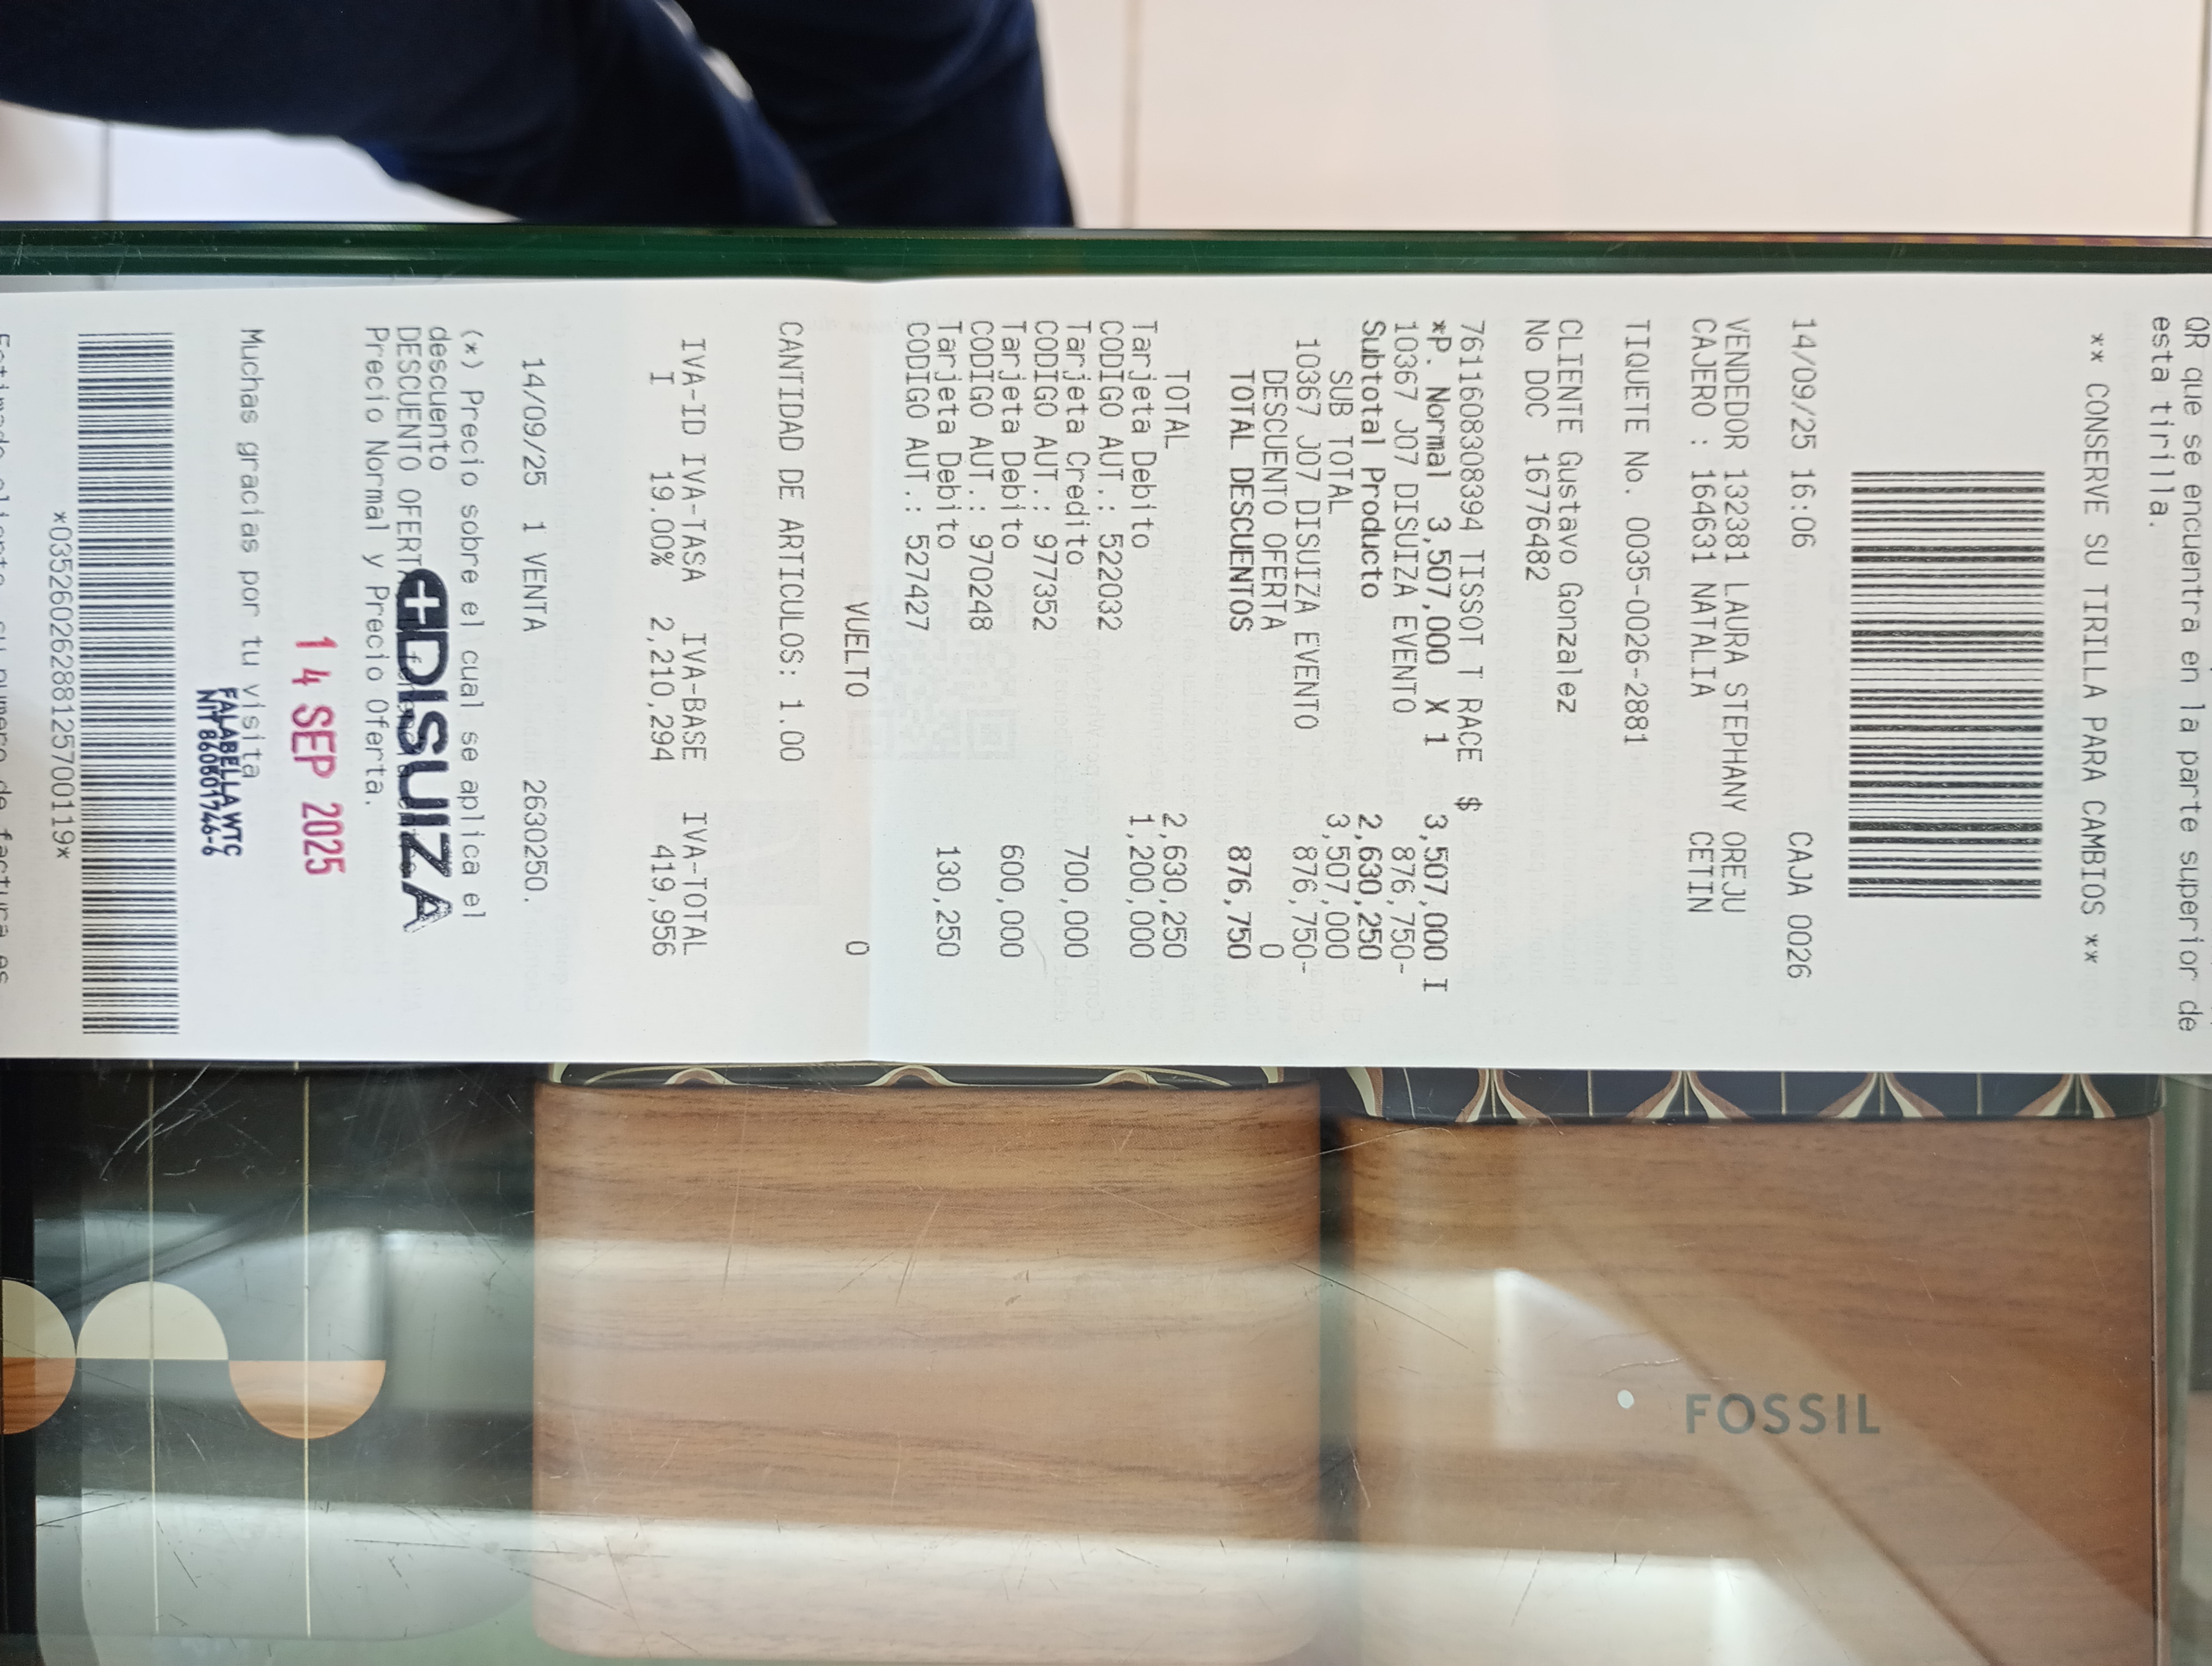 QR que se encuentra en la parte superior de
esta tirilla.
** CONSERVE SU TIRILLA PARA CAMBIOS **
14/09/25 16:06 CAJA 0026
VENDEDOR 132381 LAURA STEPHANY OREJU
CAJERO : 164631 NATALIA CETIN
TIQUETE No. 0035-0026-2881
CLIENTE Gustavo Gonzalez
No DOC 16776482
7611608308394 TISSOT T RACE $
*P. Normal 3,507,000 X 1 3,507,000 I
10367 J07 DISUIZA EVENTO 876,750-
Subtotal Producto 2,630,250
SUB TOTAL 3,507,000
10367 J07 DISUIZA EVENTO 876,750-
DESCUENTO OFERTA 0
TOTAL DESCUENTOS 876,750
TOTAL 2,630,250
Tarjeta Debito 1,200,000
CODIGO AUT.: 522032
Tarjeta Credito 700,000
CODIGO AUT.: 977352
Tarjeta Debito 600,000
CODIGO AUT.: 970248
Tarjeta Debito 130,250
CODIGO AUT.: 527427
VUELTO 0
CANTIDAD DE ARTICULOS: 1.00
IVA-ID IVA-TASA IVA-BASE IVA-TOTAL
I 19.00% 2,210,294 419,956
14/09/25 1 VENTA 2630250.
(*) Precio sobre el cual se aplica el
descuento
DESCUENTO OFERTA
Precio Normal y Precio Oferta.
DISUIZA
14 SEP 2025
Muchas gracias por tu visita
FALABELLA WTC
NIT 860601746-6
*03526026288125700119*
FOSSIL